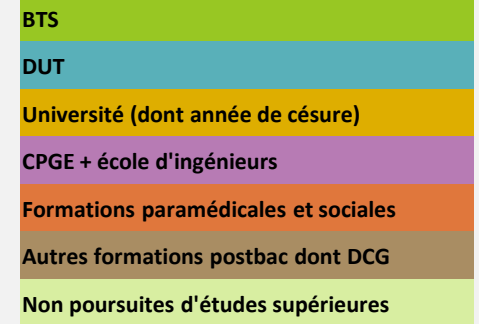 BTS
DUT
Université (dont année de césure)
CPGE + école d'ingénieurs
Formations paramédicales et sociales
Autres formations postbac dont DCG
Non poursuites d'études supérieures